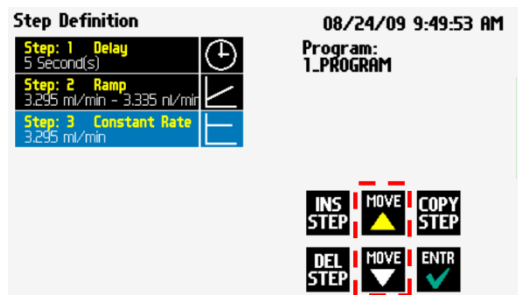 Step Definition
08/24/09 9:49:53 AM
Step: 1 Delay
5 Second(s)
Step: 2 Ramp
3.295 ml/min - 3.335 nl/min
Step: 3 Constant Rate
3.295 ml/min
Program:
1_PROGRAM
INS STEP
MOVE
COPY STEP
DEL STEP
MOVE
ENTR